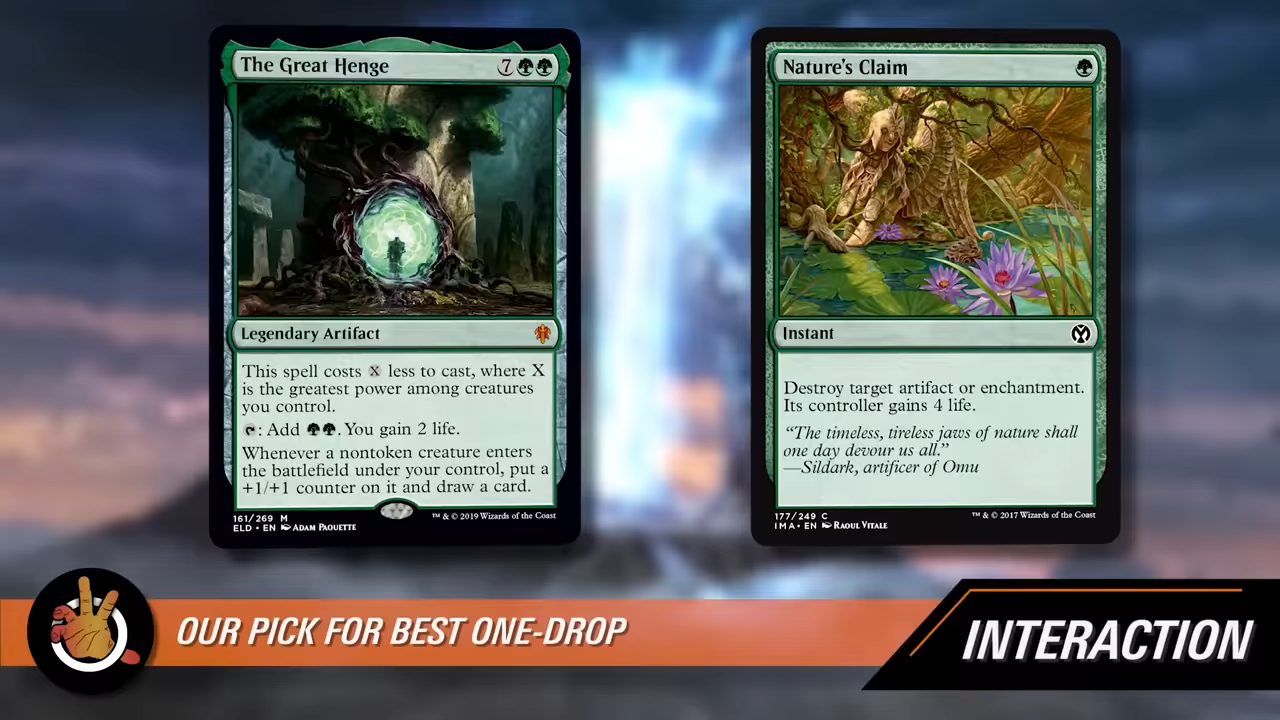 The Great Henge 7
Legendary Artifact
This spell costs X less to cast, where X
is the greatest power among creatures
you control.
: Add . You gain 2 life.
Whenever a nontoken creature enters
the battlefield under your control, put a
+1/+1 counter on it and draw a card.
161/269 M
ELD • EN ADAM PAQUETTE
™ & © 2019 Wizards of the Coast
Nature's Claim
Instant
Destroy target artifact or enchantment.
Its controller gains 4 life.
“The timeless, tireless jaws of nature shall
one day devour us all.”
—Sildark, artificer of Omu
177/249 C
IMA • EN RAOUL VITALE
™ & © 2017 Wizards of the Coast
OUR PICK FOR BEST ONE-DROP
INTERACTION